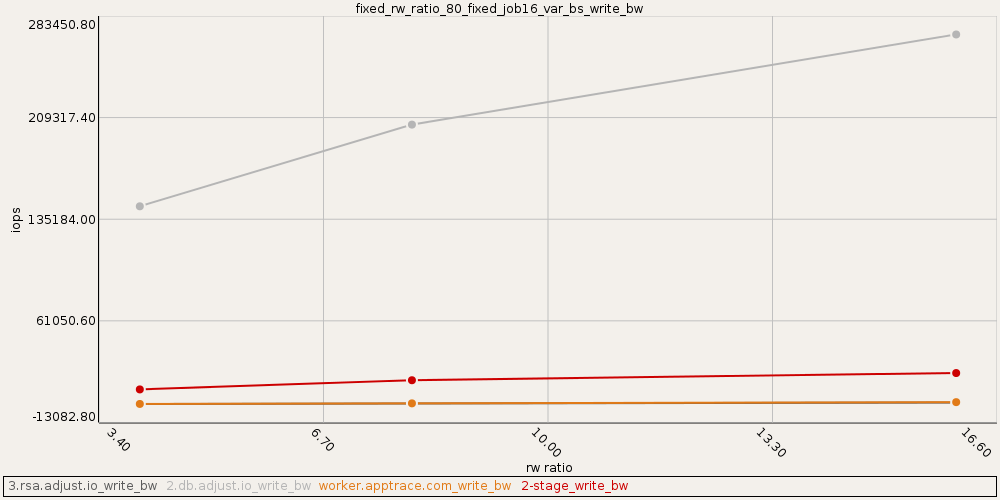 fixed_rw_ratio_80_fixed_job16_var_bs_write_bw
283450.80
209317.40
135184.00
61050.60
-13082.80
iops
3.40 6.70 10.00 13.30 16.60
rw ratio
3.rsa.adjust.io_write_bw 2.db.adjust.io_write_bw worker.apptrace.com_write_bw 2-stage_write_bw